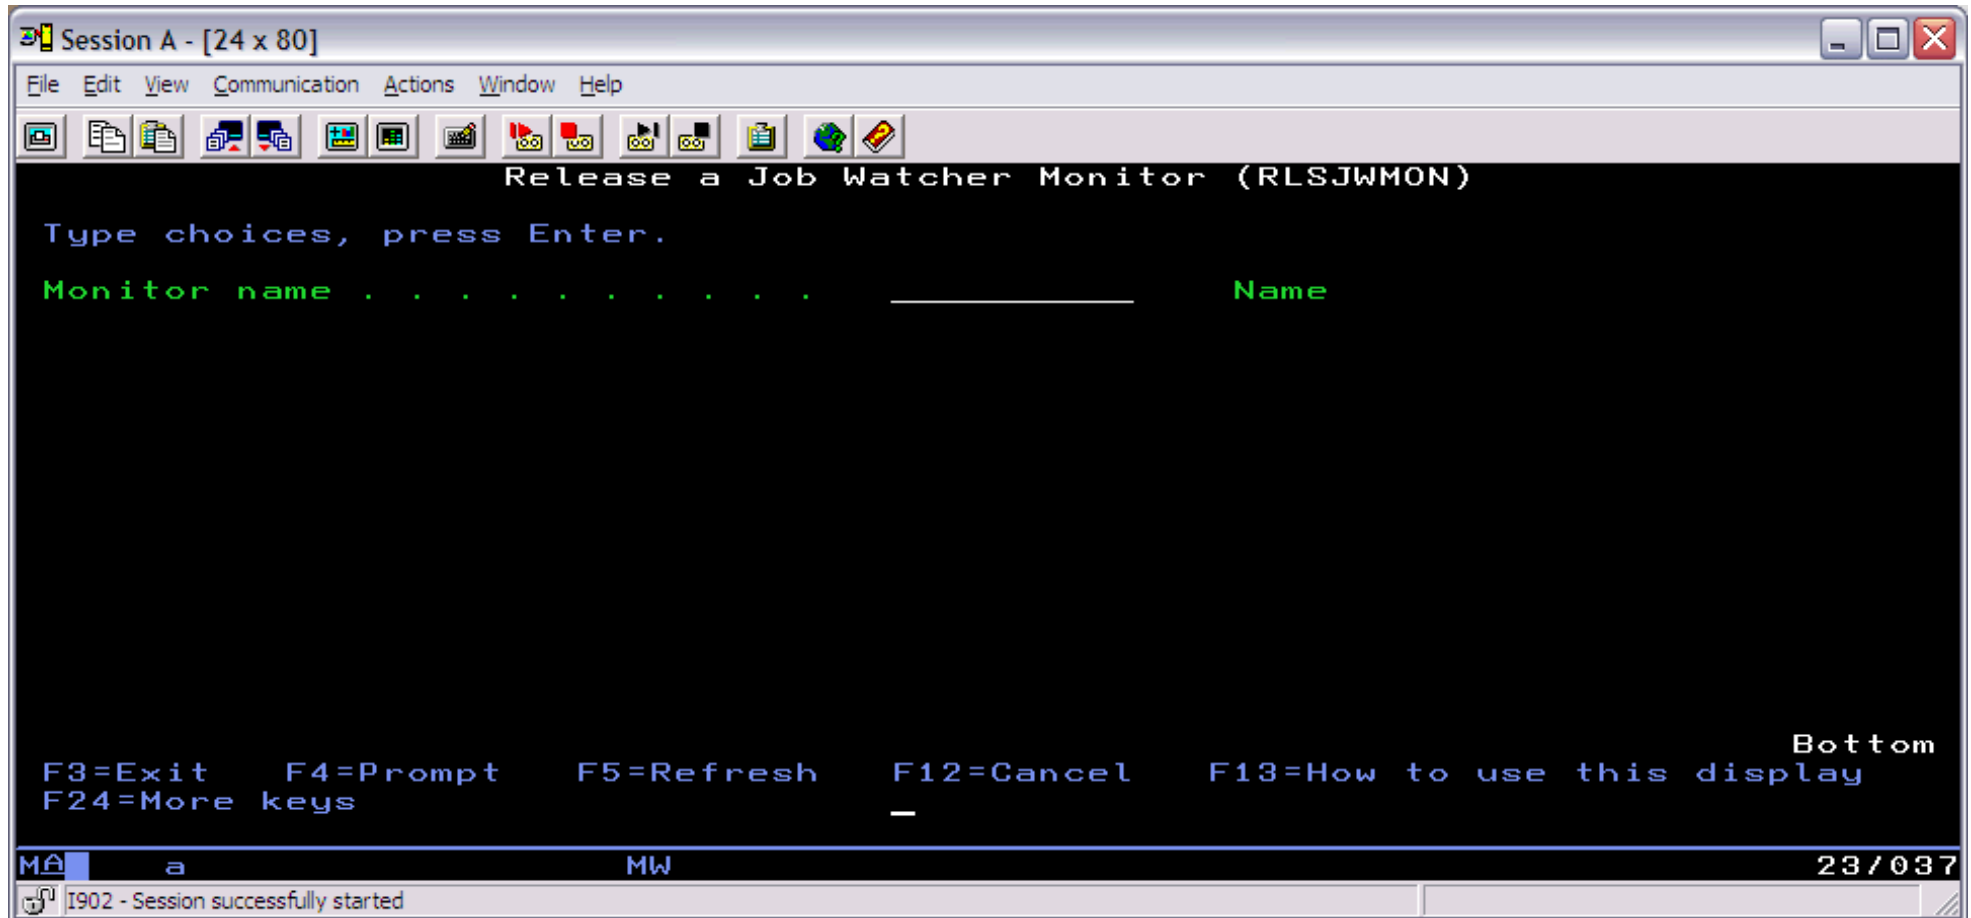 Session A - [24 x 80]
File Edit View Communication Actions Window Help
Release a Job Watcher Monitor (RLSJWMON)
Type choices, press Enter.
Monitor name . . . . . . . . . . __________ Name
Bottom
F3=Exit F4=Prompt F5=Refresh F12=Cancel F13=How to use this display
F24=More keys
MA a MW 23/037
I902 - Session successfully started